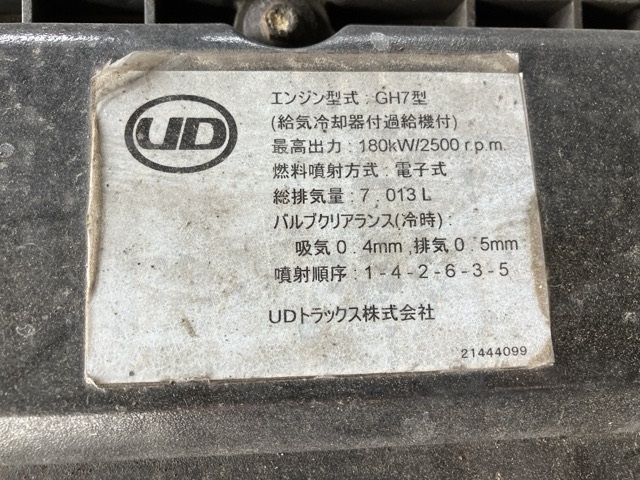 UD
エンジン型式 : GH7型
(給気冷却器付過給機付)
最高出力 : 180kW/2500 r.p.m.
燃料噴射方式 : 電子式
総排気量 : 7.013 L
バルブクリアランス(冷時) :
吸気 0.4mm , 排気 0.5mm
噴射順序 : 1 - 4 - 2 - 6 - 3 - 5
UDトラックス株式会社
21444099